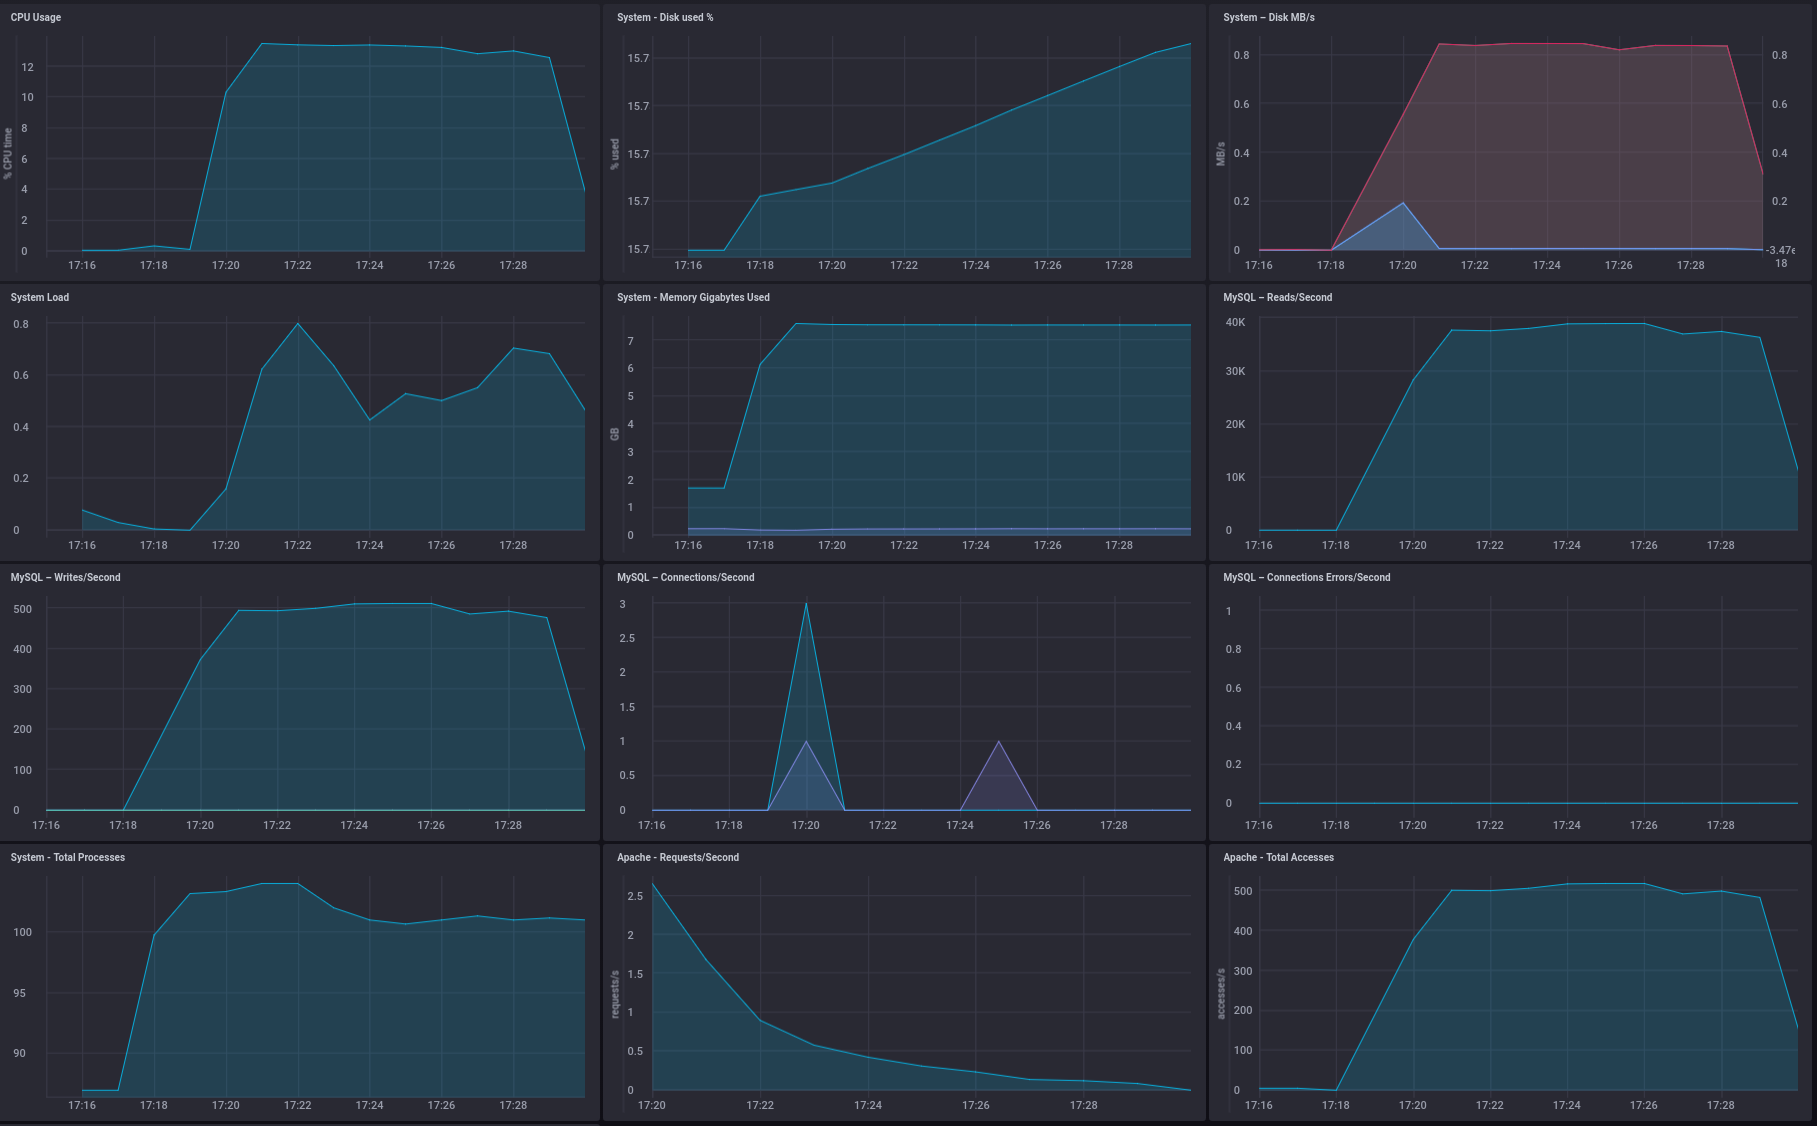 CPU Usage
% CPU time
12
10
8
6
4
2
0
17:16 17:18 17:20 17:22 17:24 17:26 17:28
System - Disk used %
% used
15.7
15.7
15.7
15.7
15.7
17:16 17:18 17:20 17:22 17:24 17:26 17:28
System – Disk MB/s
MB/s
0.8 0.8
0.6 0.6
0.4 0.4
0.2 0.2
0 -3.47e
18
17:16 17:18 17:20 17:22 17:24 17:26 17:28
System Load
0.8
0.6
0.4
0.2
0
17:16 17:18 17:20 17:22 17:24 17:26 17:28
System - Memory Gigabytes Used
GB
7
6
5
4
3
2
1
0
17:16 17:18 17:20 17:22 17:24 17:26 17:28
MySQL – Reads/Second
40K
30K
20K
10K
0
17:16 17:18 17:20 17:22 17:24 17:26 17:28
MySQL – Writes/Second
500
400
300
200
100
0
17:16 17:18 17:20 17:22 17:24 17:26 17:28
MySQL – Connections/Second
3
2.5
2
1.5
1
0.5
0
17:16 17:18 17:20 17:22 17:24 17:26 17:28
MySQL – Connections Errors/Second
1
0.8
0.6
0.4
0.2
0
17:16 17:18 17:20 17:22 17:24 17:26 17:28
System - Total Processes
100
95
90
17:16 17:18 17:20 17:22 17:24 17:26 17:28
Apache - Requests/Second
requests/s
2.5
2
1.5
1
0.5
0
17:20 17:22 17:24 17:26 17:28
Apache - Total Accesses
accesses/s
500
400
300
200
100
0
17:16 17:18 17:20 17:22 17:24 17:26 17:28